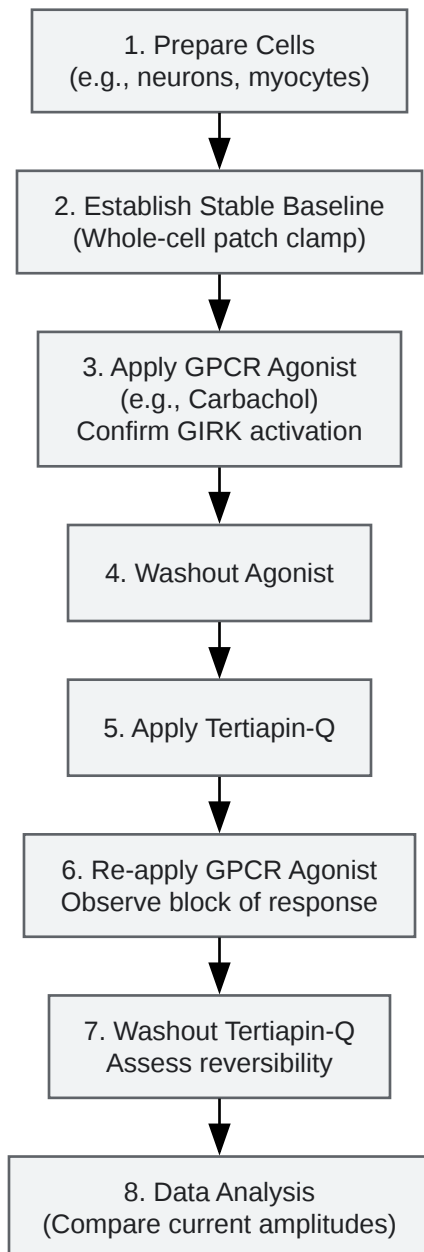 1. Prepare Cells
(e.g., neurons, myocytes)
2. Establish Stable Baseline
(Whole-cell patch clamp)
3. Apply GPCR Agonist
(e.g., Carbachol)
Confirm GIRK activation
4. Washout Agonist
5. Apply Tertiapin-Q
6. Re-apply GPCR Agonist
Observe block of response
7. Washout Tertiapin-Q
Assess reversibility
8. Data Analysis
(Compare current amplitudes)